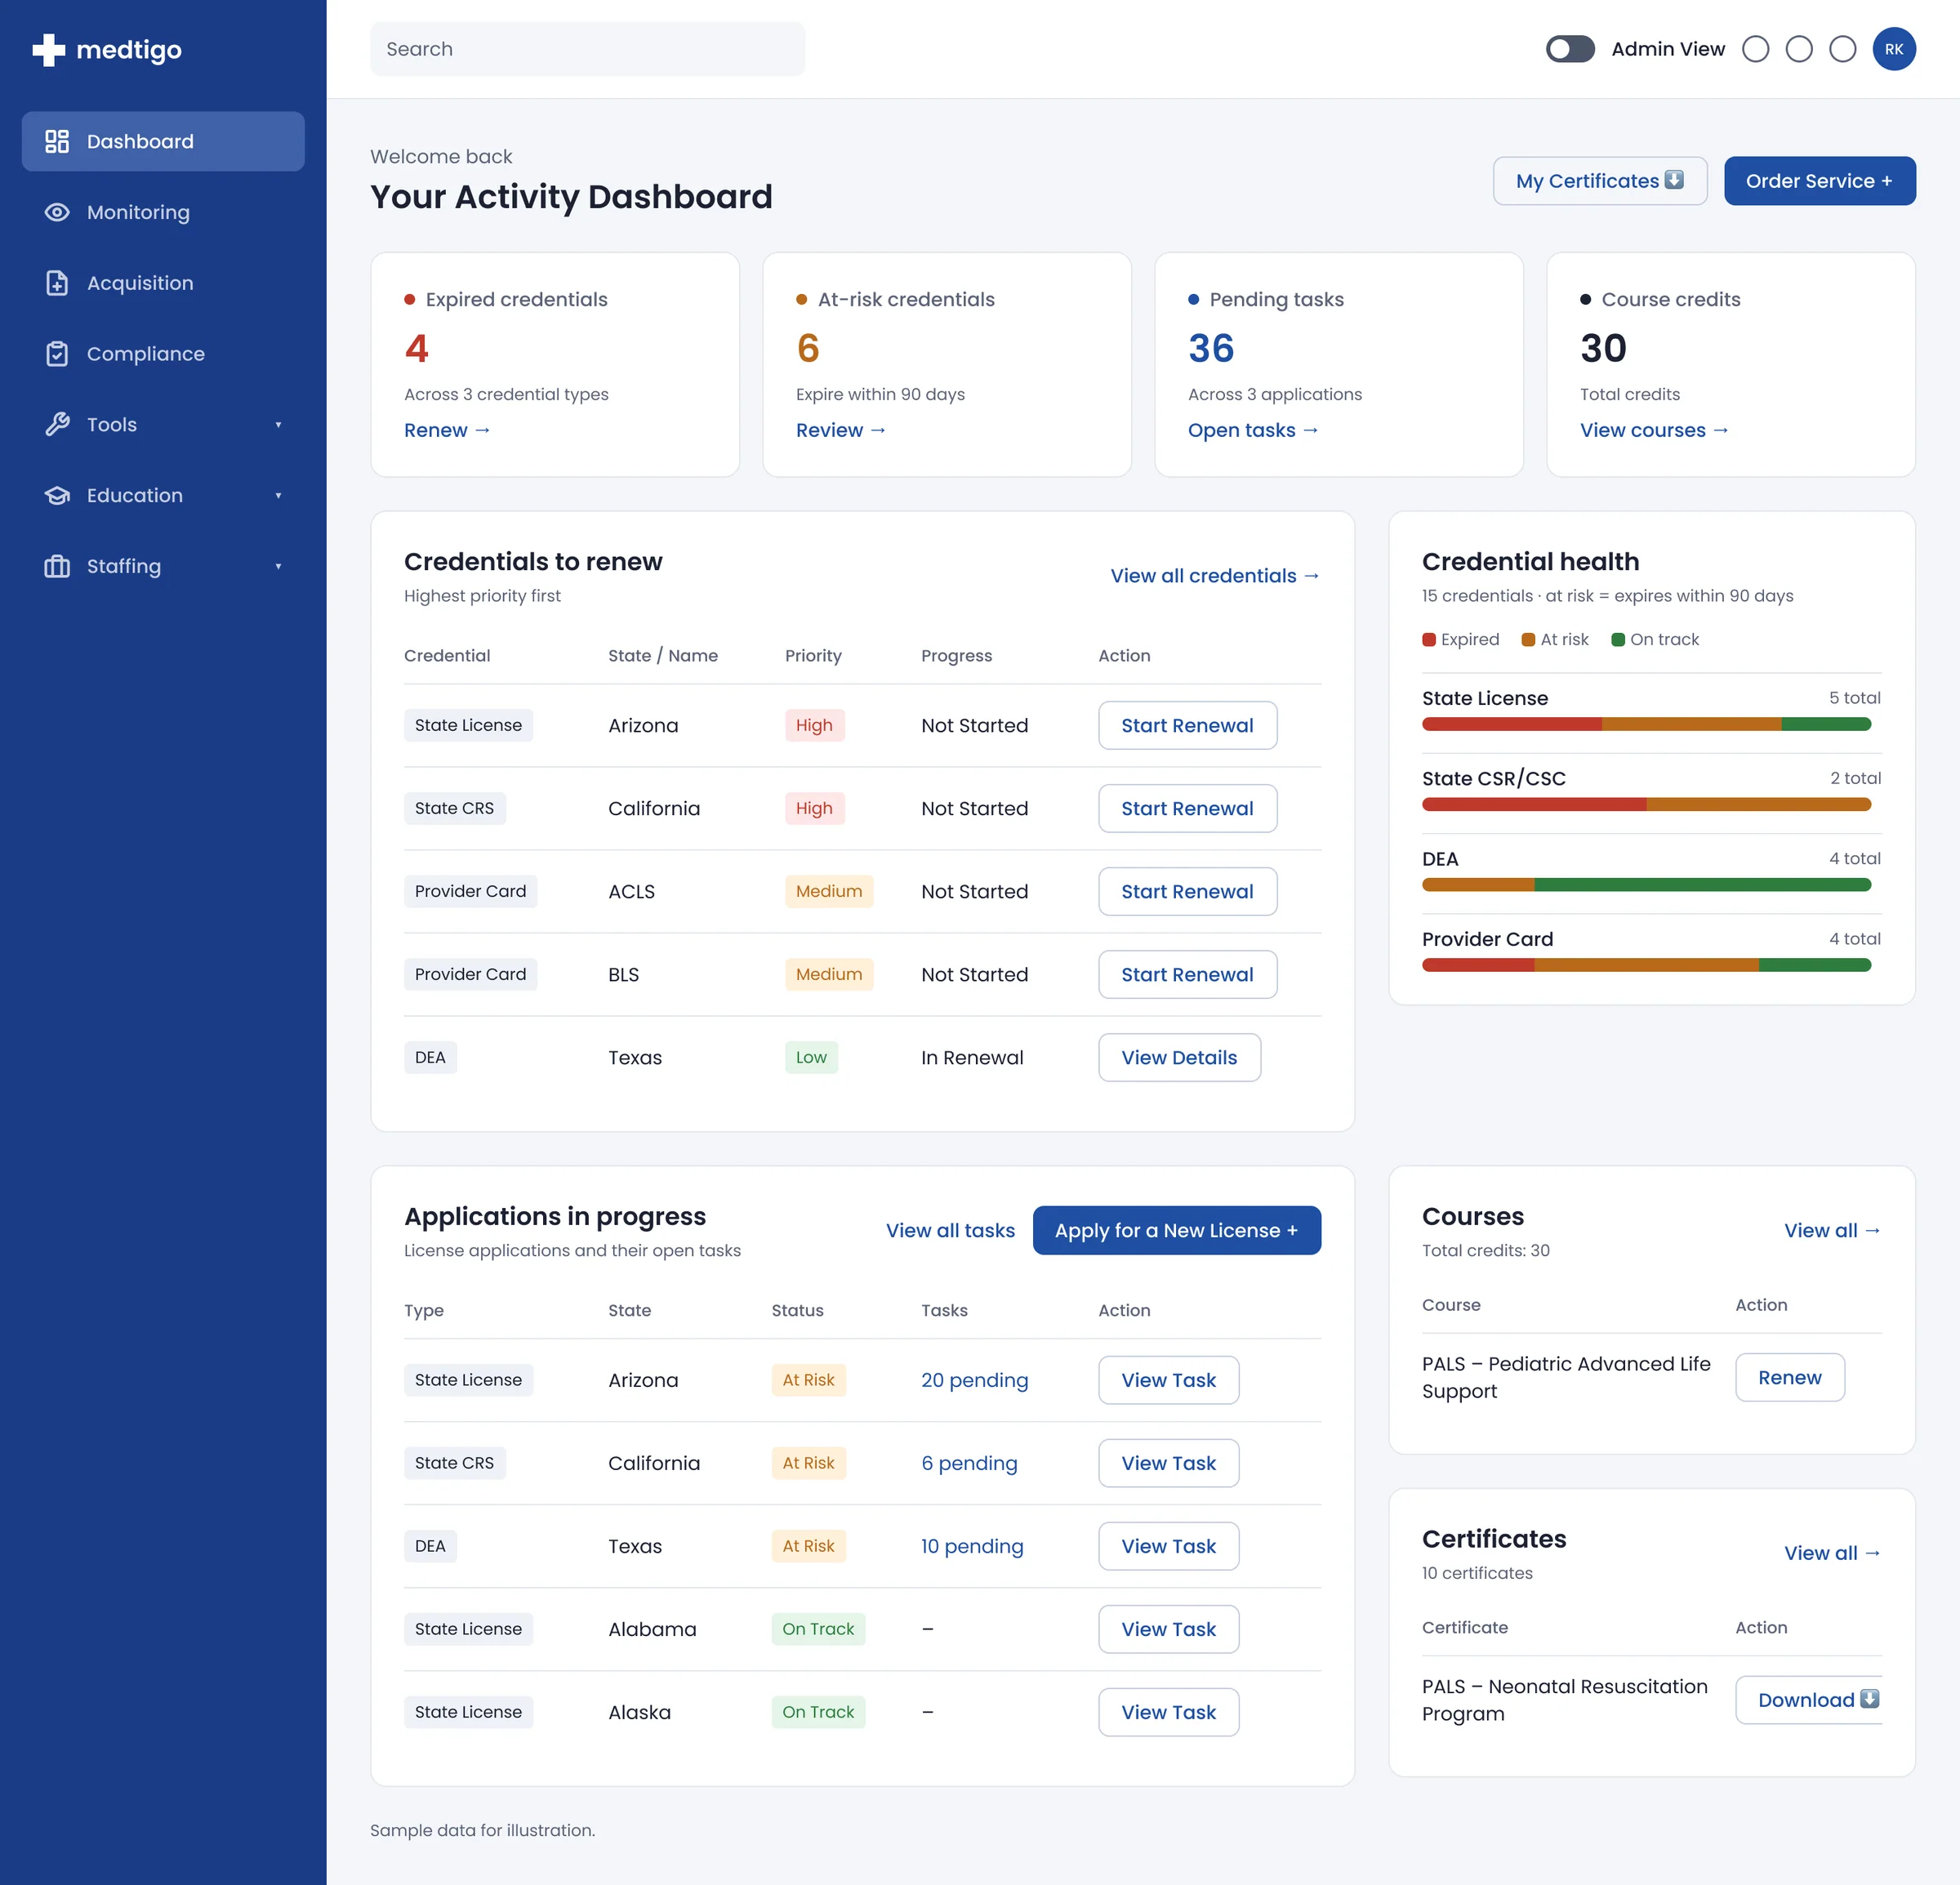 medtigo
Dashboard
Monitoring
Acquisition
Compliance
Tools
Education
Staffing
Search
Admin View
RK
Welcome back
Your Activity Dashboard
My Certificates
Order Service +
Expired credentials
4
Across 3 credential types
Renew →
At-risk credentials
6
Expire within 90 days
Review →
Pending tasks
36
Across 3 applications
Open tasks →
Course credits
30
Total credits
View courses →
Credentials to renew
Highest priority first
View all credentials →
Credential State / Name Priority Progress Action
State License Arizona High Not Started Start Renewal
State CRS California High Not Started Start Renewal
Provider Card ACLS Medium Not Started Start Renewal
Provider Card BLS Medium Not Started Start Renewal
DEA Texas Low In Renewal View Details
Credential health
15 credentials · at risk = expires within 90 days
Expired At risk On track
State License 5 total
State CSR/CSC 2 total
DEA 4 total
Provider Card 4 total
Applications in progress
License applications and their open tasks
View all tasks
Apply for a New License +
Type State Status Tasks Action
State License Arizona At Risk 20 pending View Task
State CRS California At Risk 6 pending View Task
DEA Texas At Risk 10 pending View Task
State License Alabama On Track – View Task
State License Alaska On Track – View Task
Courses
Total credits: 30
View all →
Course Action
PALS – Pediatric Advanced Life
Support
Renew
Certificates
10 certificates
View all →
Certificate Action
PALS – Neonatal Resuscitation
Program
Download
Sample data for illustration.